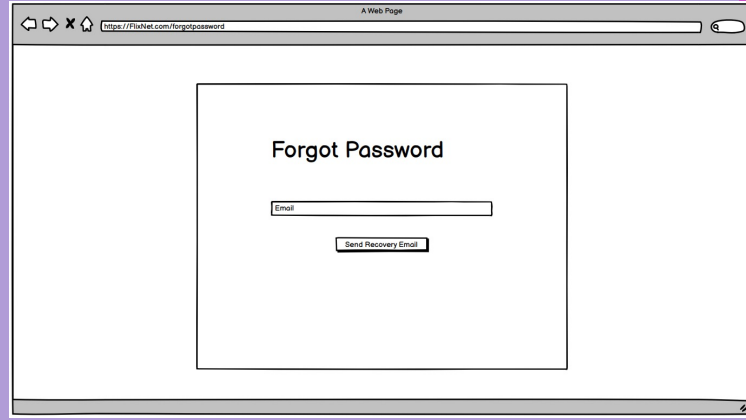 A Web Page
https://FlixNet.com/forgotpassword
Forgot Password
Email
Send Recovery Email